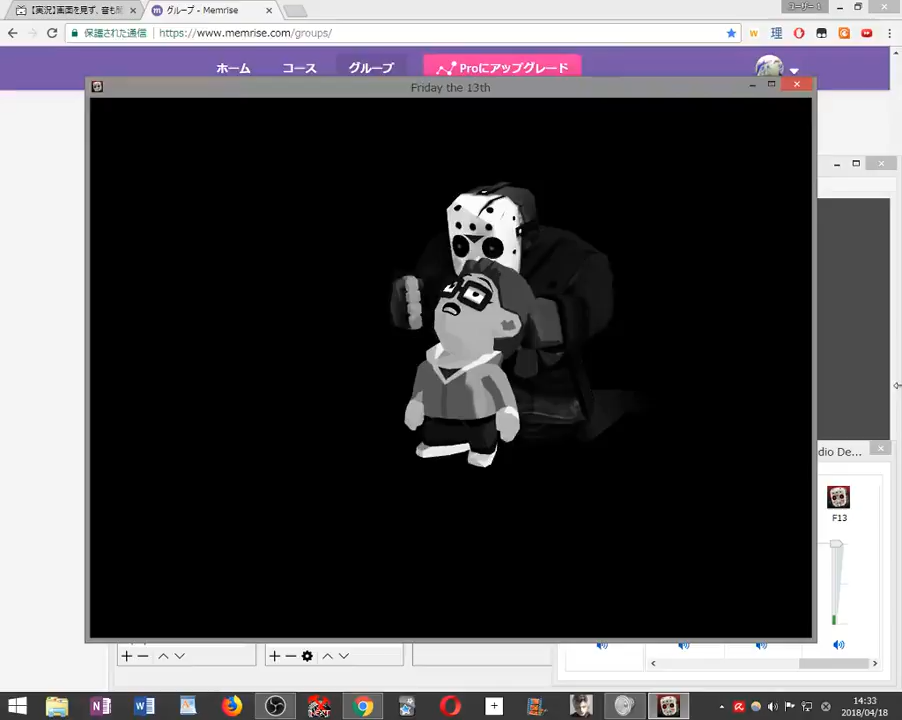 ユーザー 1
【実況】画面を見ず、音も配
グループ - Memrise
保護された通信
https://www.memrise.com/groups/
ホーム
コース
グループ
Proにアップグレード
Friday the 13th
dio De...
F13
14:33
2018/04/18